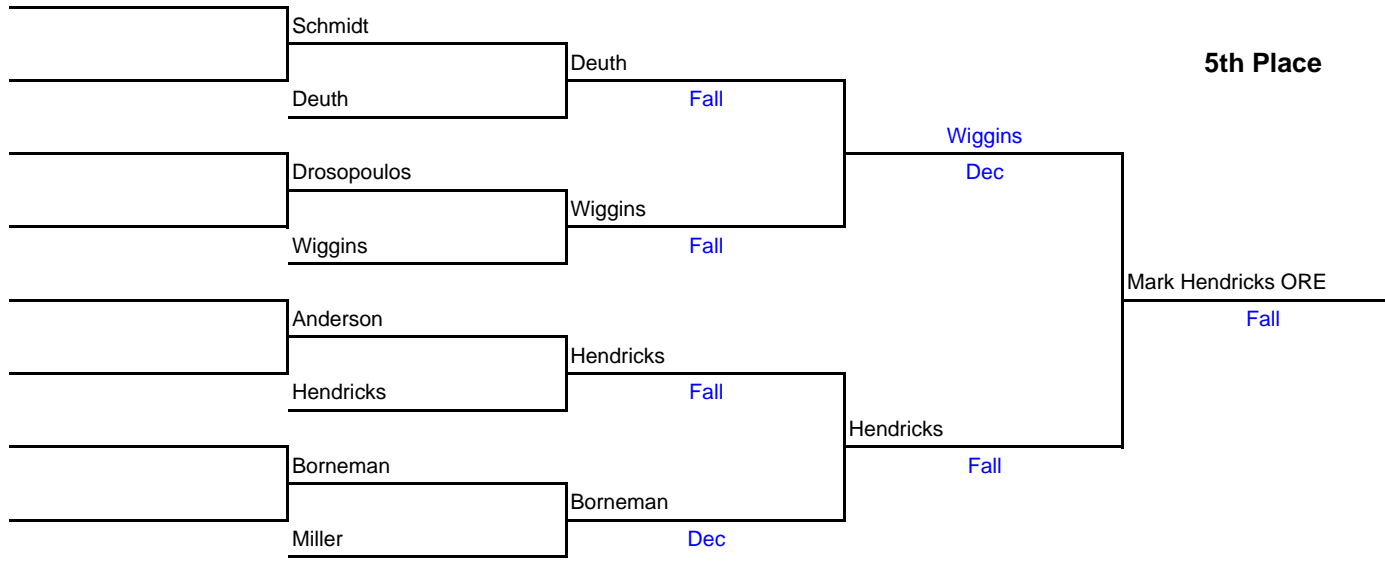 Schmidt
Deuth
5th Place
Deuth
Fall
Wiggins
Dec
Drosopoulos
Wiggins
Wiggins
Fall
Mark Hendricks ORE
Fall
Anderson
Hendricks
Hendricks
Fall
Hendricks
Fall
Borneman
Borneman
Miller
Dec